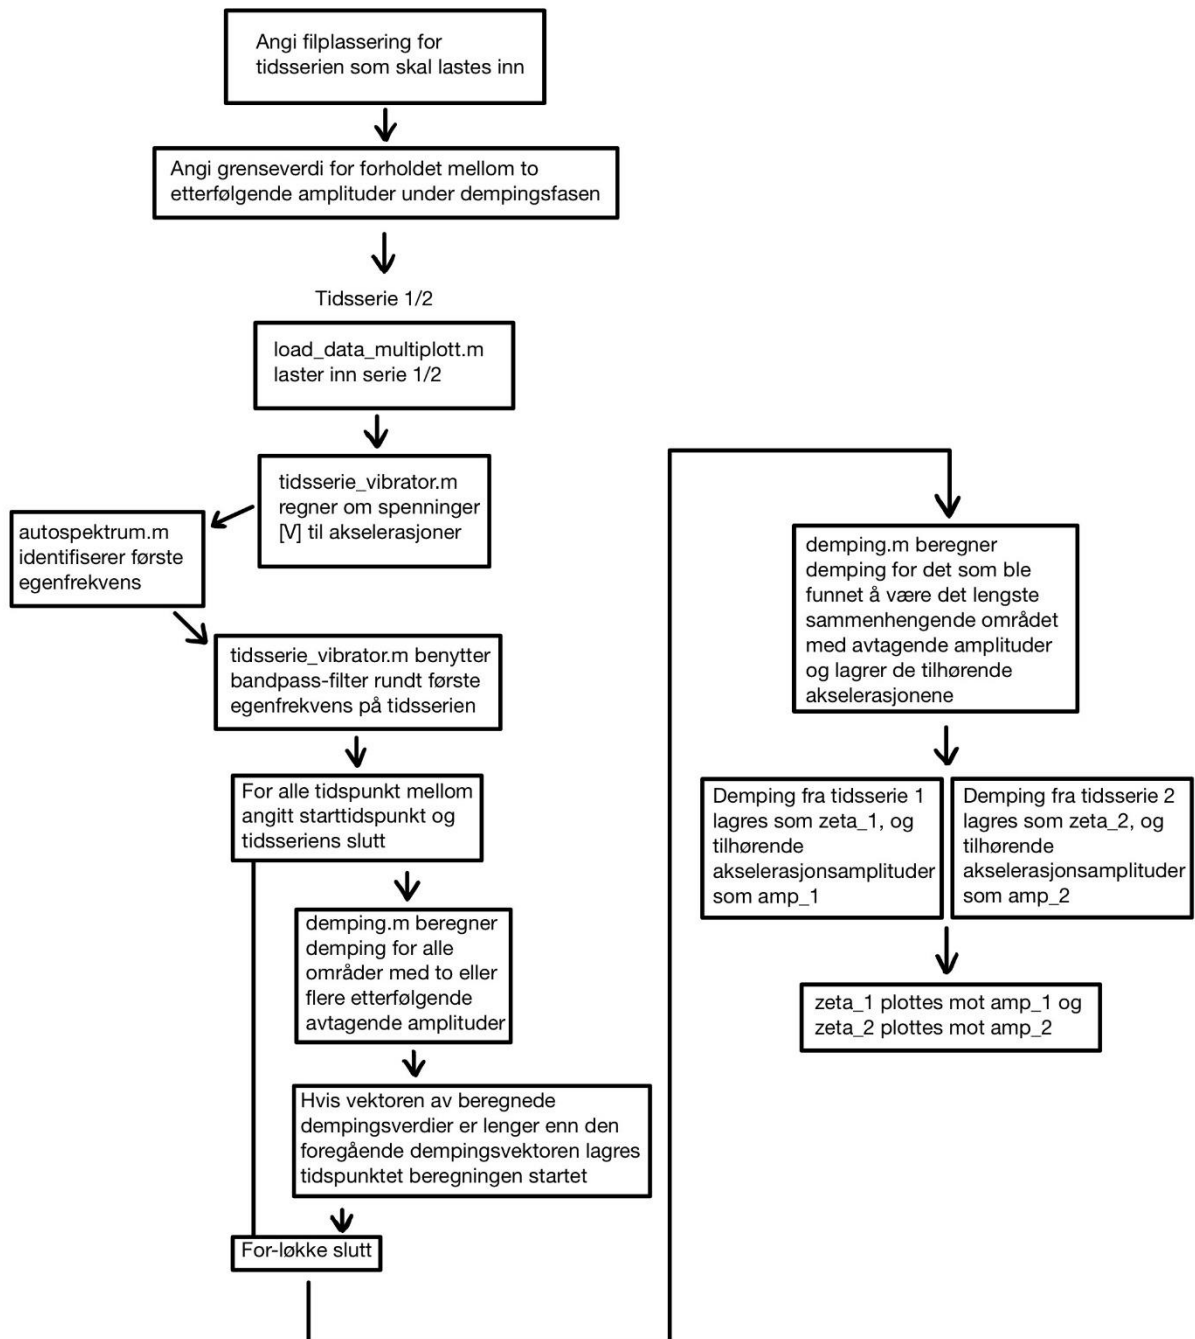 Angi filplassering for
tidsserien som skal lastes inn
Angi grenseverdi for forholdet mellom to
etterfølgende amplituder under dempingsfasen
Tidsserie 1/2
load_data_multiplott.m
laster inn serie 1/2
tidsserie_vibrator.m
regner om spenninger
[V] til akselerasjoner
autospektrum.m
identifiserer første
egenfrekvens
tidsserie_vibrator.m benytter
bandpass-filter rundt første
egenfrekvens på tidsserien
For alle tidspunkt mellom
angitt starttidspunkt og
tidsseriens slutt
demping.m beregner
demping for alle
områder med to eller
flere etterfølgende
avtagende amplituder
Hvis vektoren av beregnede
dempingsverdier er lenger enn den
foregående dempingsvektoren lagres
tidspunktet beregningen startet
For-løkke slutt
demping.m beregner
demping for det som ble
funnet å være det lengste
sammenhengende området
med avtagende amplituder
og lagrer de tilhørende
akselerasjonene
Demping fra tidsserie 1
lagres som zeta_1, og
tilhørende
akselerasjonsamplituder
som amp_1
Demping fra tidsserie 2
lagres som zeta_2, og
tilhørende
akselerasjonsamplituder
som amp_2
zeta_1 plottes mot amp_1 og
zeta_2 plottes mot amp_2